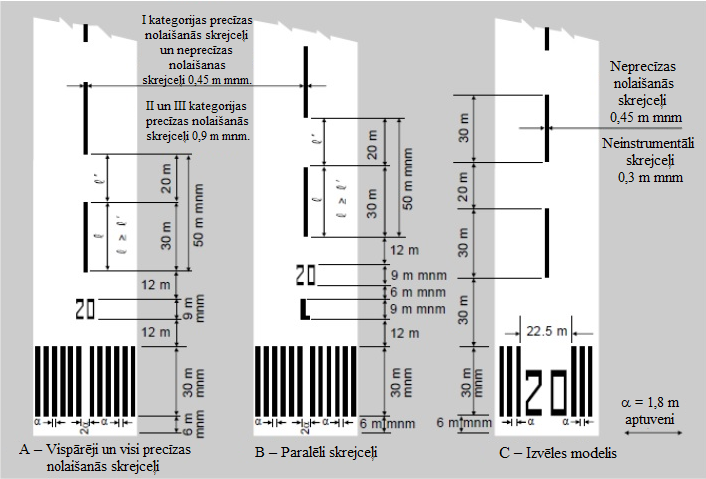 I kategorijas precīzas
nolaišanās skrejceļi
un neprecīzas
nolaišanas
skrejceļi 0,45 m mnm.
II un III kategorijas
precīzas nolaišanās
skrejceļi 0,9 m mnm.
ℓ′
20 m
ℓ
ℓ ≥ ℓ′
30 m
50 m mnm
12 m
20
9 m
mnm
12 m
30 m
mnm
α
α
2α
6 m
mnm
A – Vispārēji un visi precīzas
nolaišanās skrejceļi
ℓ′
20 m
ℓ
ℓ ≥ ℓ′
30 m
50 m mnm
12 m
20
9 m mnm
6 m mnm
L
9 m mnm
12 m
30 m
mnm
α
α
2α
6 m mnm
B – Paralēli skrejceļi
Neprecīzas
nolaišanās
skrejceļi
0,45 m mnm
Neinstrumentāli
skrejceļi
0,3 m mnm
30 m
20 m
30 m
30 m
22.5 m
20
30 m
mnm
α
α
6 m mnm
C – Izvēles modelis
α = 1,8 m
aptuveni